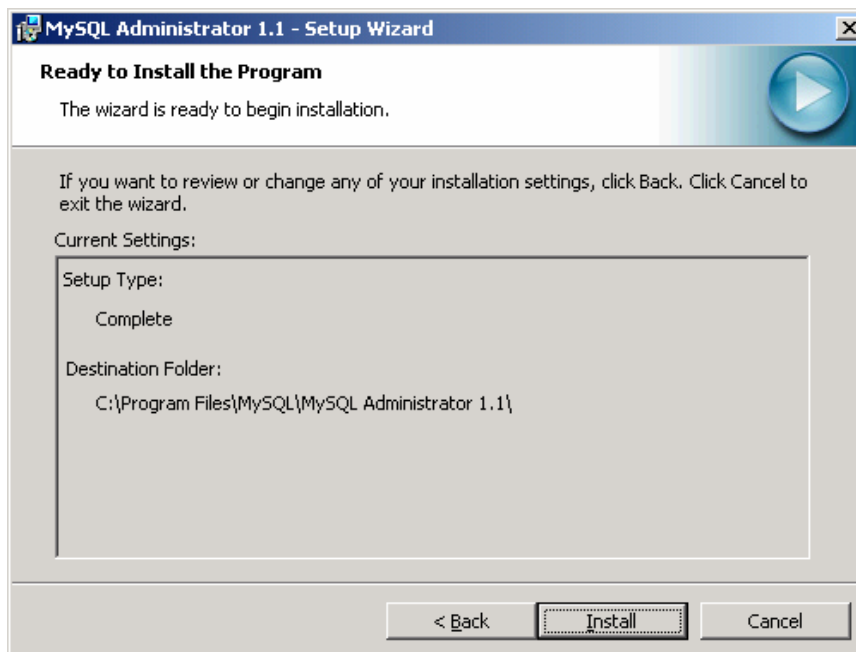 MySQL Administrator 1.1 - Setup Wizard
Ready to Install the Program
The wizard is ready to begin installation.
If you want to review or change any of your installation settings, click Back. Click Cancel to
exit the wizard.
Current Settings:
Setup Type:
Complete
Destination Folder:
C:\Program Files\MySQL\MySQL Administrator 1.1\
< Back Install Cancel